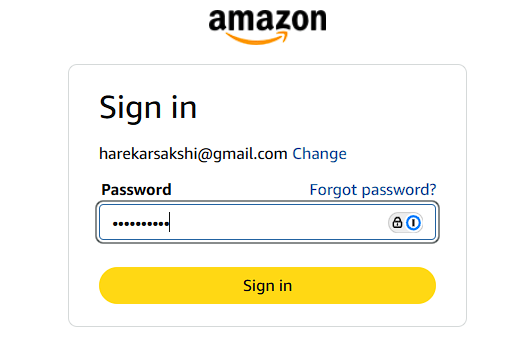 amazon
Sign in
harekarsakshi@gmail.com Change
Password Forgot password?
••••••••••
Sign in